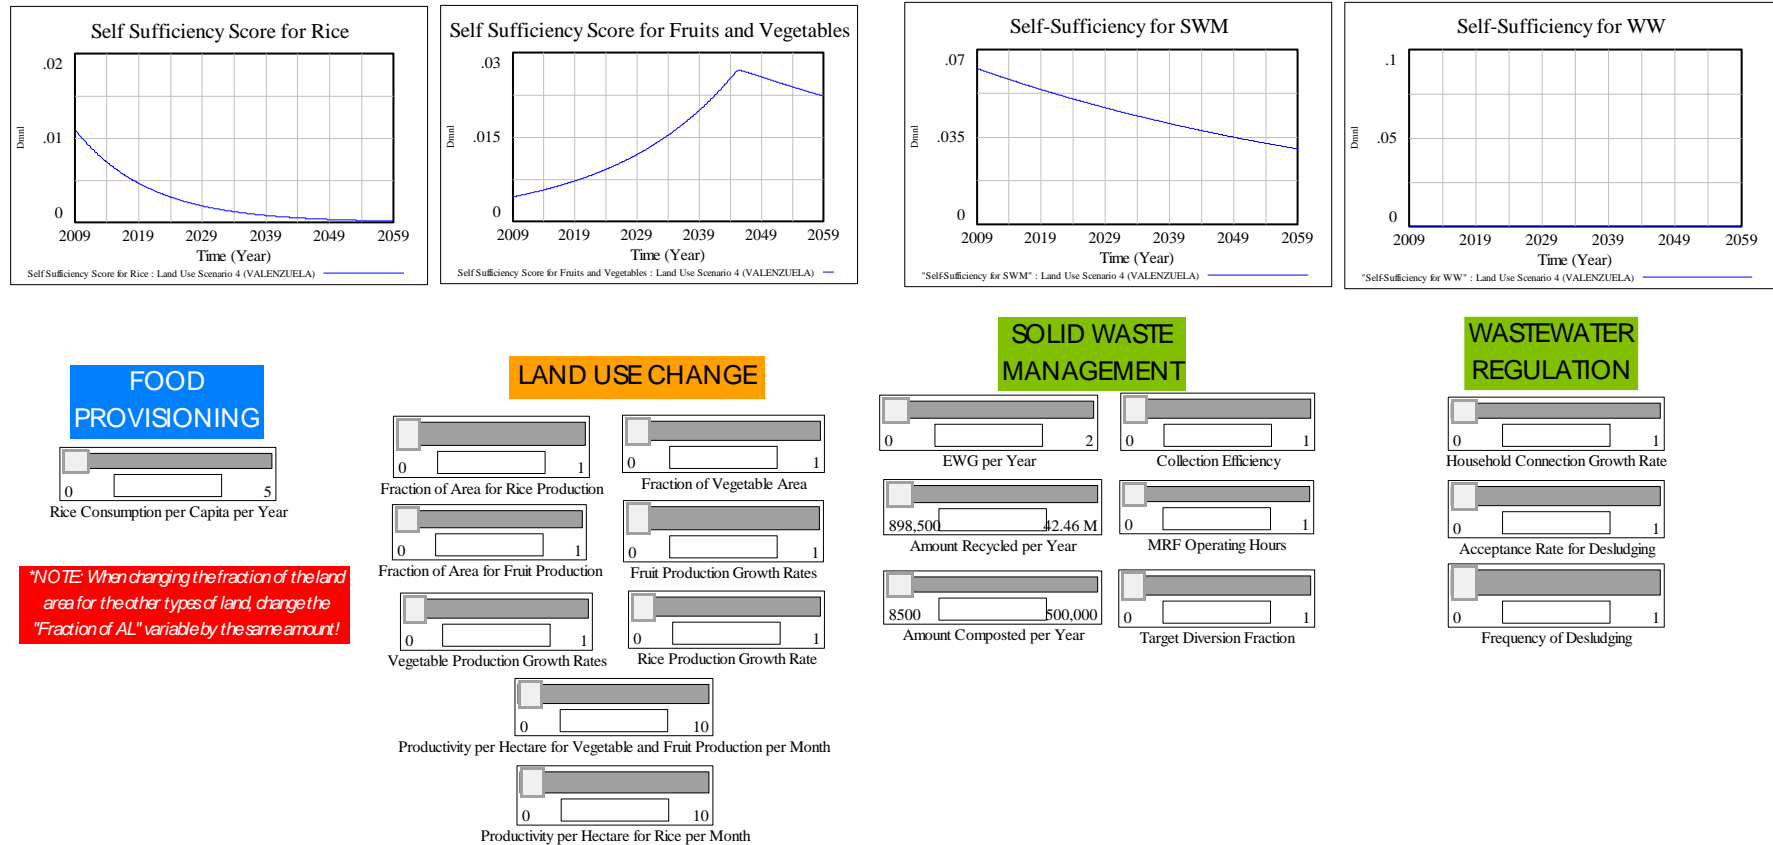 Self Sufficiency Score for Rice
.02
.01
0
Dmnl
2009 2019 2029 2039 2049 2059
Time (Year)
Self Sufficiency Score for Rice : Land Use Scenario 4 (VALENZUELA)
Self Sufficiency Score for Fruits and Vegetables
.03
.015
0
Dmnl
2009 2019 2029 2039 2049 2059
Time (Year)
Self Sufficiency Score for Fruits and Vegetables : Land Use Scenario 4 (VALENZUELA)
Self-Sufficiency for SWM
.07
.035
0
Dmnl
2009 2019 2029 2039 2049 2059
Time (Year)
"Self-Sufficiency for SWM" : Land Use Scenario 4 (VALENZUELA)
Self-Sufficiency for WW
.1
.05
0
Dmnl
2009 2019 2029 2039 2049 2059
Time (Year)
"Self-Sufficiency for WW" : Land Use Scenario 4 (VALENZUELA)
FOOD
PROVISIONING
0 5
Rice Consumption per Capita per Year
*NOTE: When changing the fraction of the land
area for the other types of land, change the
"Fraction of AL" variable by the same amount!
LAND USE CHANGE
0 1
Fraction of Area for Rice Production
0 1
Fraction of Vegetable Area
0 1
Fraction of Area for Fruit Production
0 1
Fruit Production Growth Rates
0 1
Vegetable Production Growth Rates
0 1
Rice Production Growth Rate
0 10
Productivity per Hectare for Vegetable and Fruit Production per Month
0 10
Productivity per Hectare for Rice per Month
SOLID WASTE
MANAGEMENT
0 2
EWG per Year
0 1
Collection Efficiency
898,500 42.46 M
Amount Recycled per Year
0 1
MRF Operating Hours
8500 500,000
Amount Composted per Year
0 1
Target Diversion Fraction
WASTEWATER
REGULATION
0 1
Household Connection Growth Rate
0 1
Acceptance Rate for Desludging
0 1
Frequency of Desludging